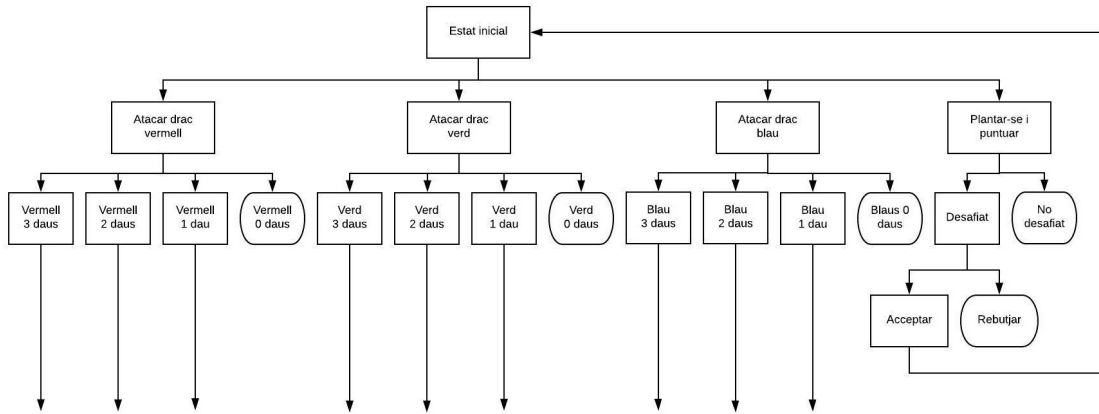 Estat inicial
Atacar drac
vermell
Atacar drac
verd
Atacar drac
blau
Plantar-se i
puntuar
Vermell
3 daus
Vermell
2 daus
Vermell
1 dau
Vermell
0 daus
Verd
3 daus
Verd
2 daus
Verd
1 dau
Verd
0 daus
Blau
3 daus
Blau
2 daus
Blau
1 dau
Blaus 0
daus
Desafiat
No
desafiat
Acceptar
Rebutjar